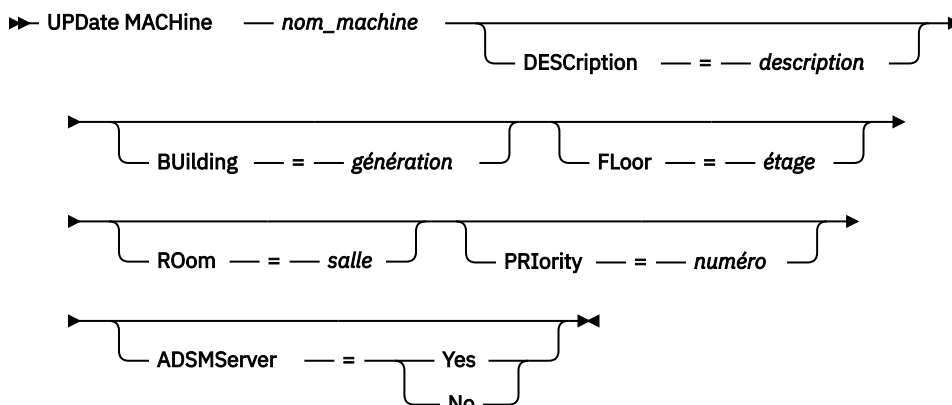 UPDate MACHine nom_machine
DESCription = description
BUilding = génération FLoor = étage
ROom = salle PRIority = numéro
ADSMServer = Yes
No